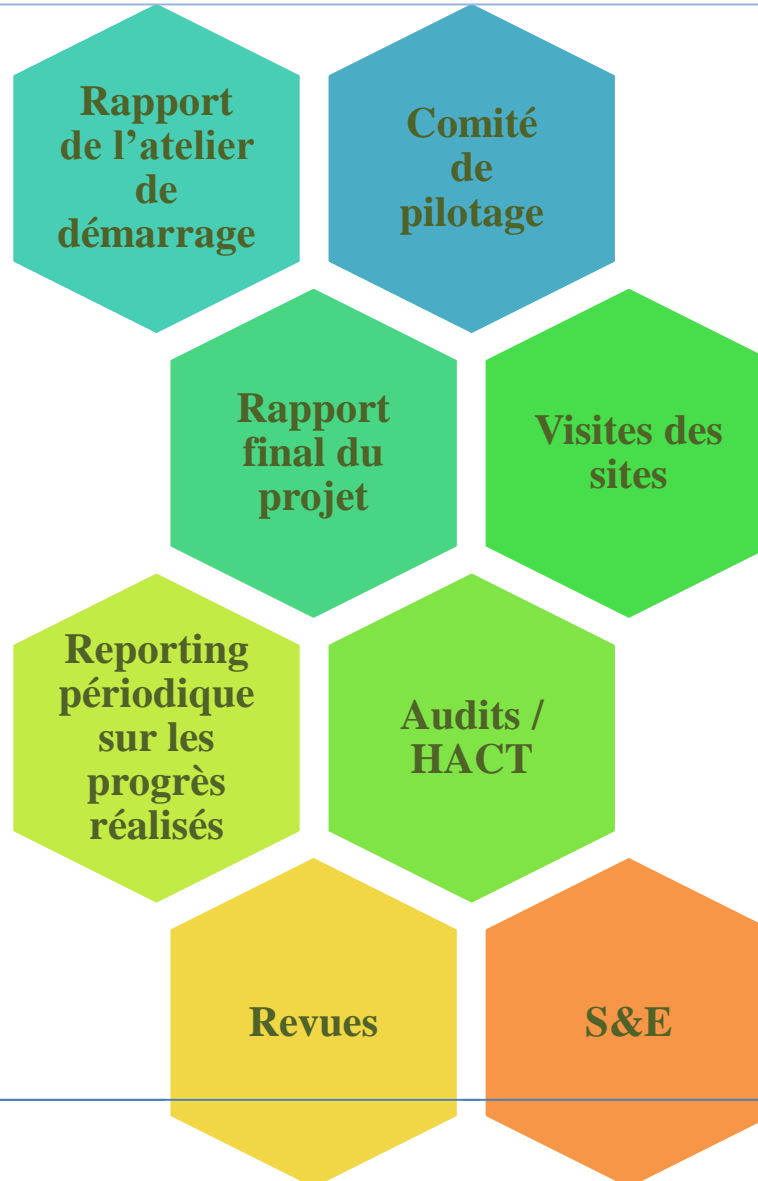 Rapport
de l’atelier
de
démarrage
Comité
de
pilotage
Rapport
final du
projet
Visites des
sites
Reporting
périodique
sur les
progrès
réalisés
Audits /
HACT
Revues
S&E